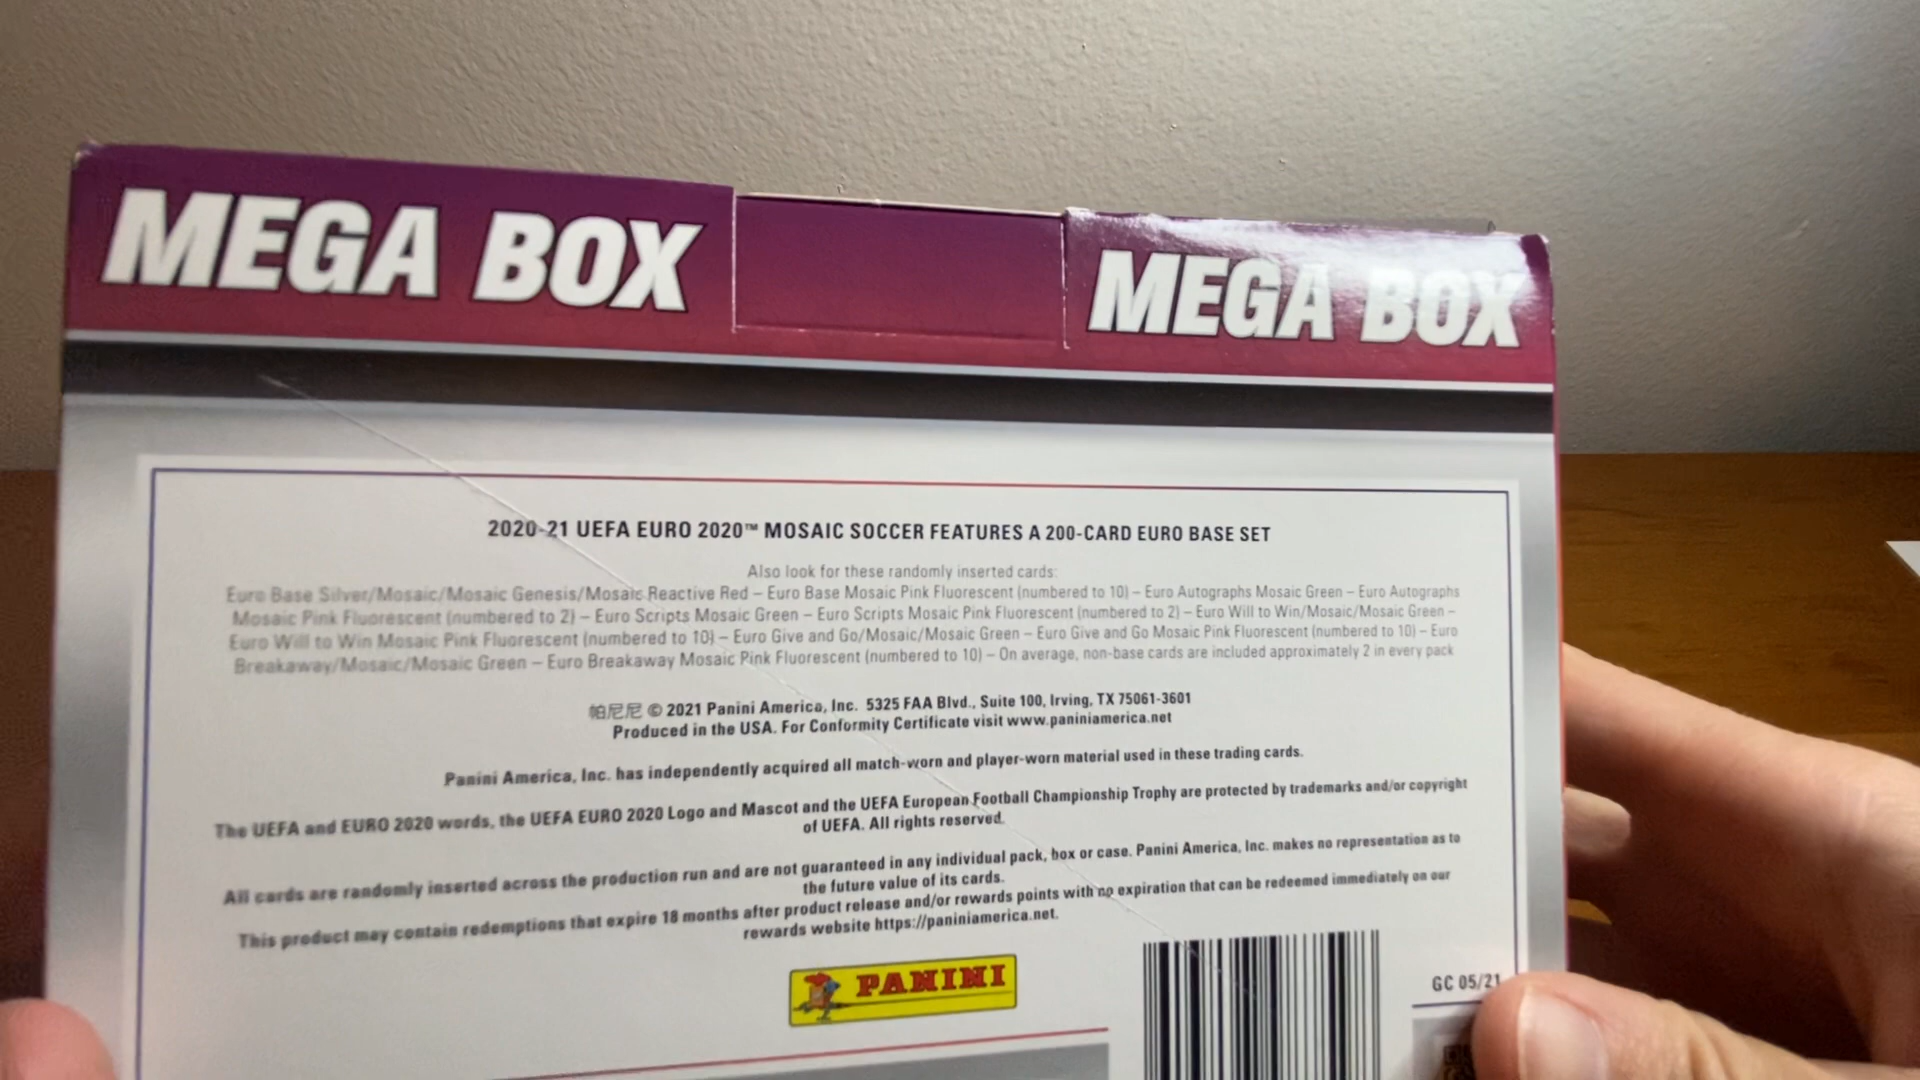 MEGA BOX MEGA BOX
2020-21 UEFA EURO 2020™ MOSAIC SOCCER FEATURES A 200-CARD EURO BASE SET
Also look for these randomly inserted cards:
Euro Base Silver/Mosaic/Mosaic Genesis/Mosaic Reactive Red – Euro Base Mosaic Pink Fluorescent (numbered to 10) – Euro Autographs Mosaic Green – Euro Autographs
Mosaic Pink Fluorescent (numbered to 2) – Euro Scripts Mosaic Green – Euro Scripts Mosaic Pink Fluorescent (numbered to 2) – Euro Will to Win/Mosaic/Mosaic Green –
Euro Will to Win Mosaic Pink Fluorescent (numbered to 10) – Euro Give and Go/Mosaic/Mosaic Green – Euro Give and Go Mosaic Pink Fluorescent (numbered to 10) – Euro
Breakaway/Mosaic/Mosaic Green – Euro Breakaway Mosaic Pink Fluorescent (numbered to 10) – On average, non-base cards are included approximately 2 in every pack
帕尼尼 © 2021 Panini America, Inc. 5325 FAA Blvd., Suite 100, Irving, TX 75061-3601
Produced in the USA. For Conformity Certificate visit www.paniniamerica.net
Panini America, Inc. has independently acquired all match-worn and player-worn material used in these trading cards.
The UEFA and EURO 2020 words, the UEFA EURO 2020 Logo and Mascot and the UEFA European Football Championship Trophy are protected by trademarks and/or copyright
of UEFA. All rights reserved.
All cards are randomly inserted across the production run and are not guaranteed in any individual pack, box or case. Panini America, Inc. makes no representation as to
the future value of its cards.
This product may contain redemptions that expire 18 months after product release and/or rewards points with no expiration that can be redeemed immediately on our
rewards website https://paniniamerica.net.
PANINI
GC 05/21